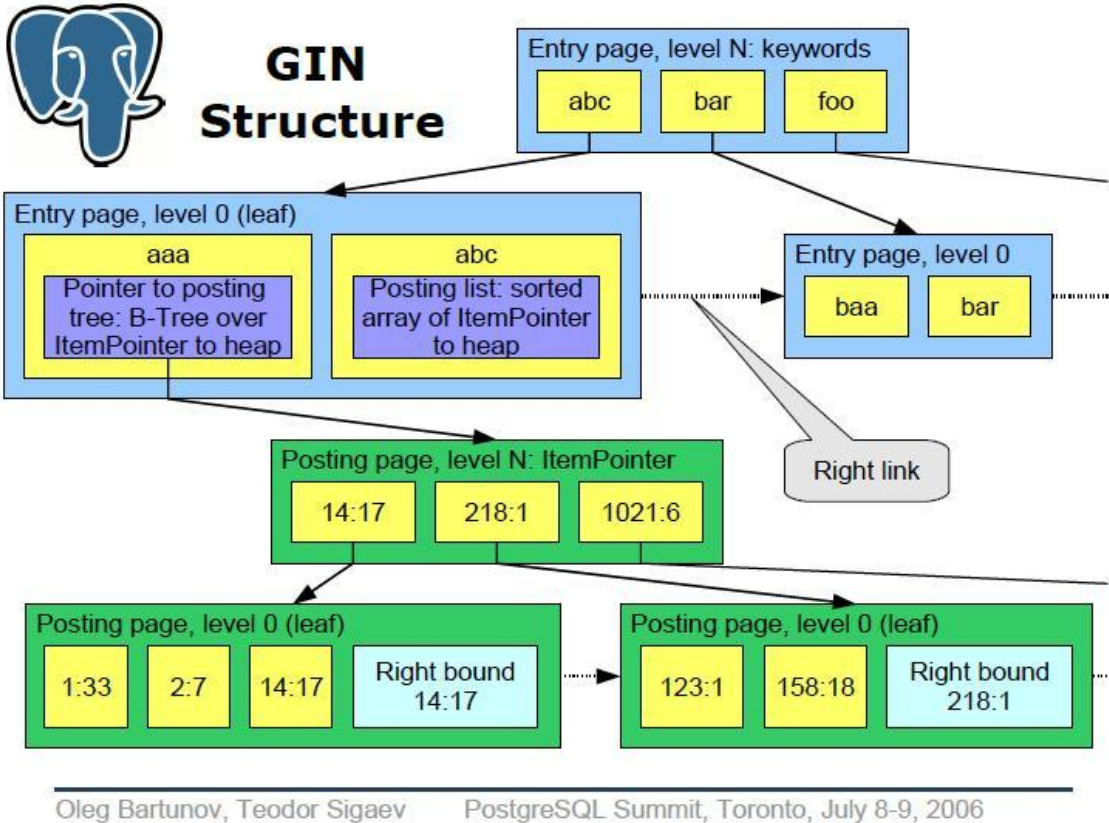 GIN
Structure
Entry page, level N: keywords
abc
bar
foo
Entry page, level 0 (leaf)
aaa
Pointer to posting
tree: B-Tree over
ItemPointer to heap
abc
Posting list: sorted
array of ItemPointer
to heap
Entry page, level 0
baa
bar
Right link
Posting page, level N: ItemPointer
14:17
218:1
1021:6
Posting page, level 0 (leaf)
1:33
2:7
14:17
Right bound
14:17
Posting page, level 0 (leaf)
123:1
158:18
Right bound
218:1
Oleg Bartunov, Teodor Sigaev PostgreSQL Summit, Toronto, July 8-9, 2006